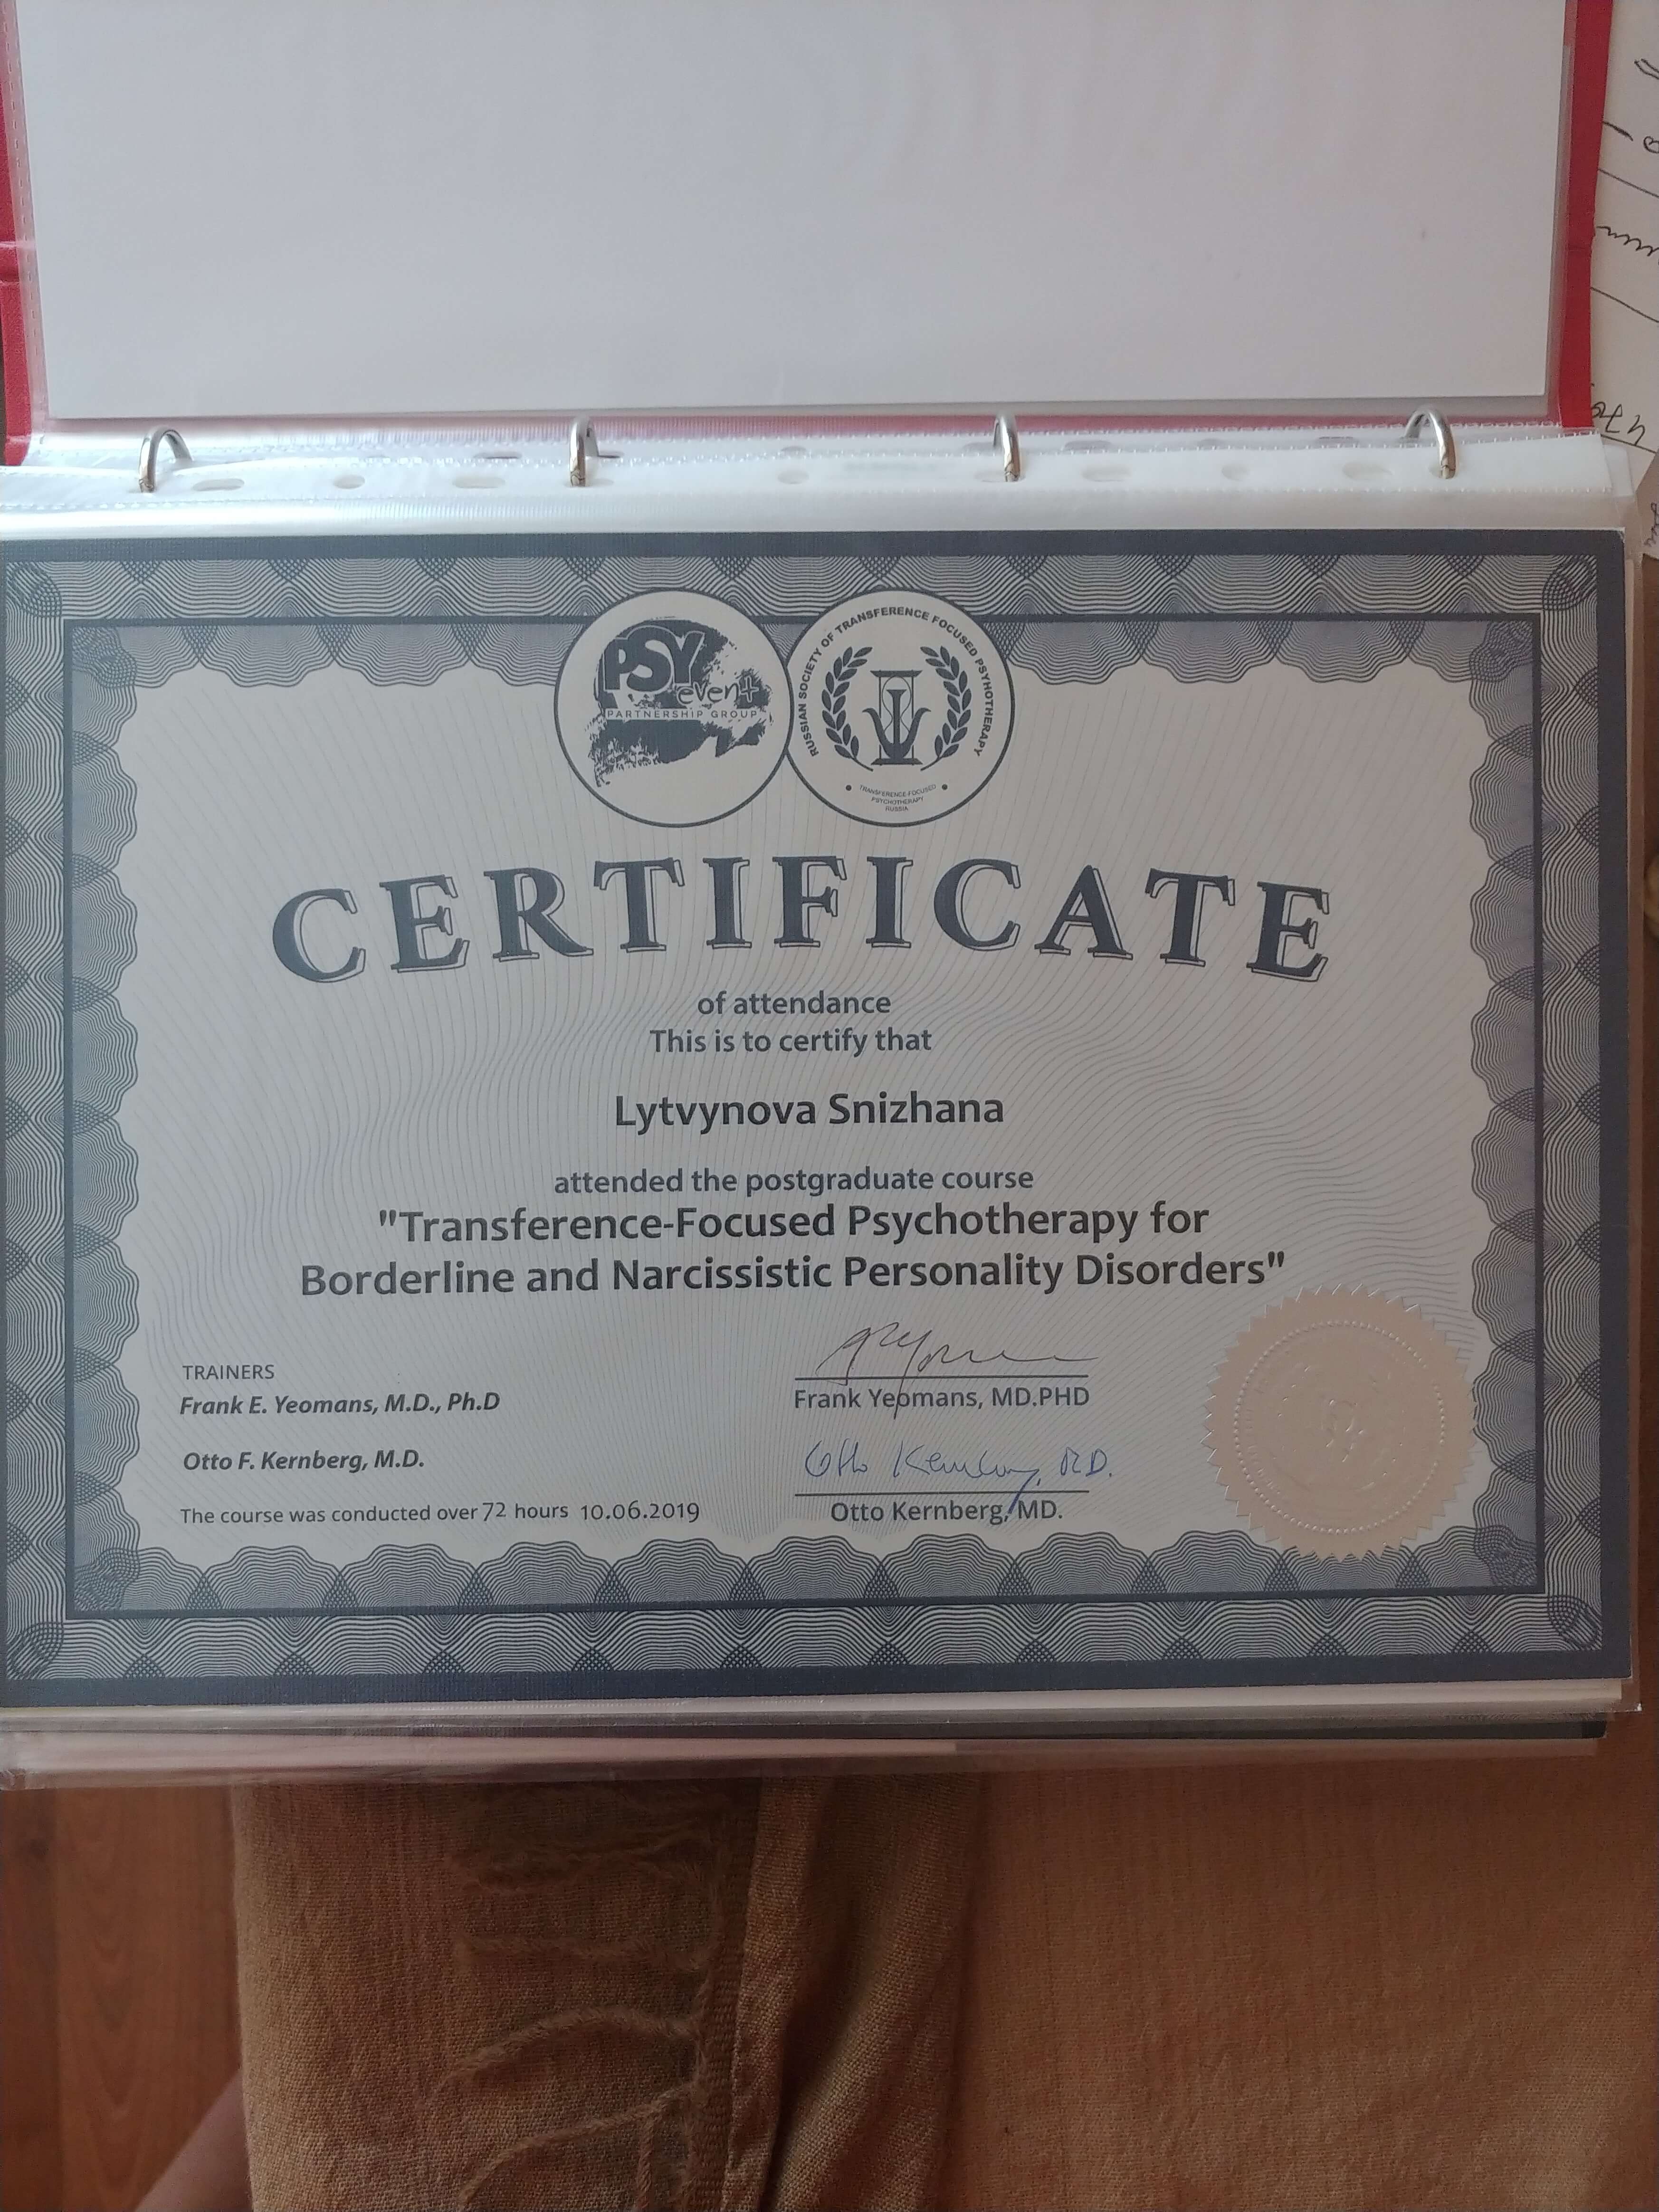 PSY
event
PARTNERSHIP GROUP
RUSSIAN SOCIETY OF TRANSFERENCE FOCUSED PSYHOTHERAPY
TRANSFERENCE-FOCUSED
PSYCHOTHERAPY
RUSSIA
CERTIFICATE
of attendance
This is to certify that
Lytvynova Snizhana
attended the postgraduate course
"Transference-Focused Psychotherapy for
Borderline and Narcissistic Personality Disorders"
TRAINERS
Frank E. Yeomans, M.D., Ph.D
Otto F. Kernberg, M.D.
The course was conducted over 72 hours 10.06.2019
Frank Yeomans, MD.PHD
Otto Kernberg, M.D.
Otto Kernberg, MD.